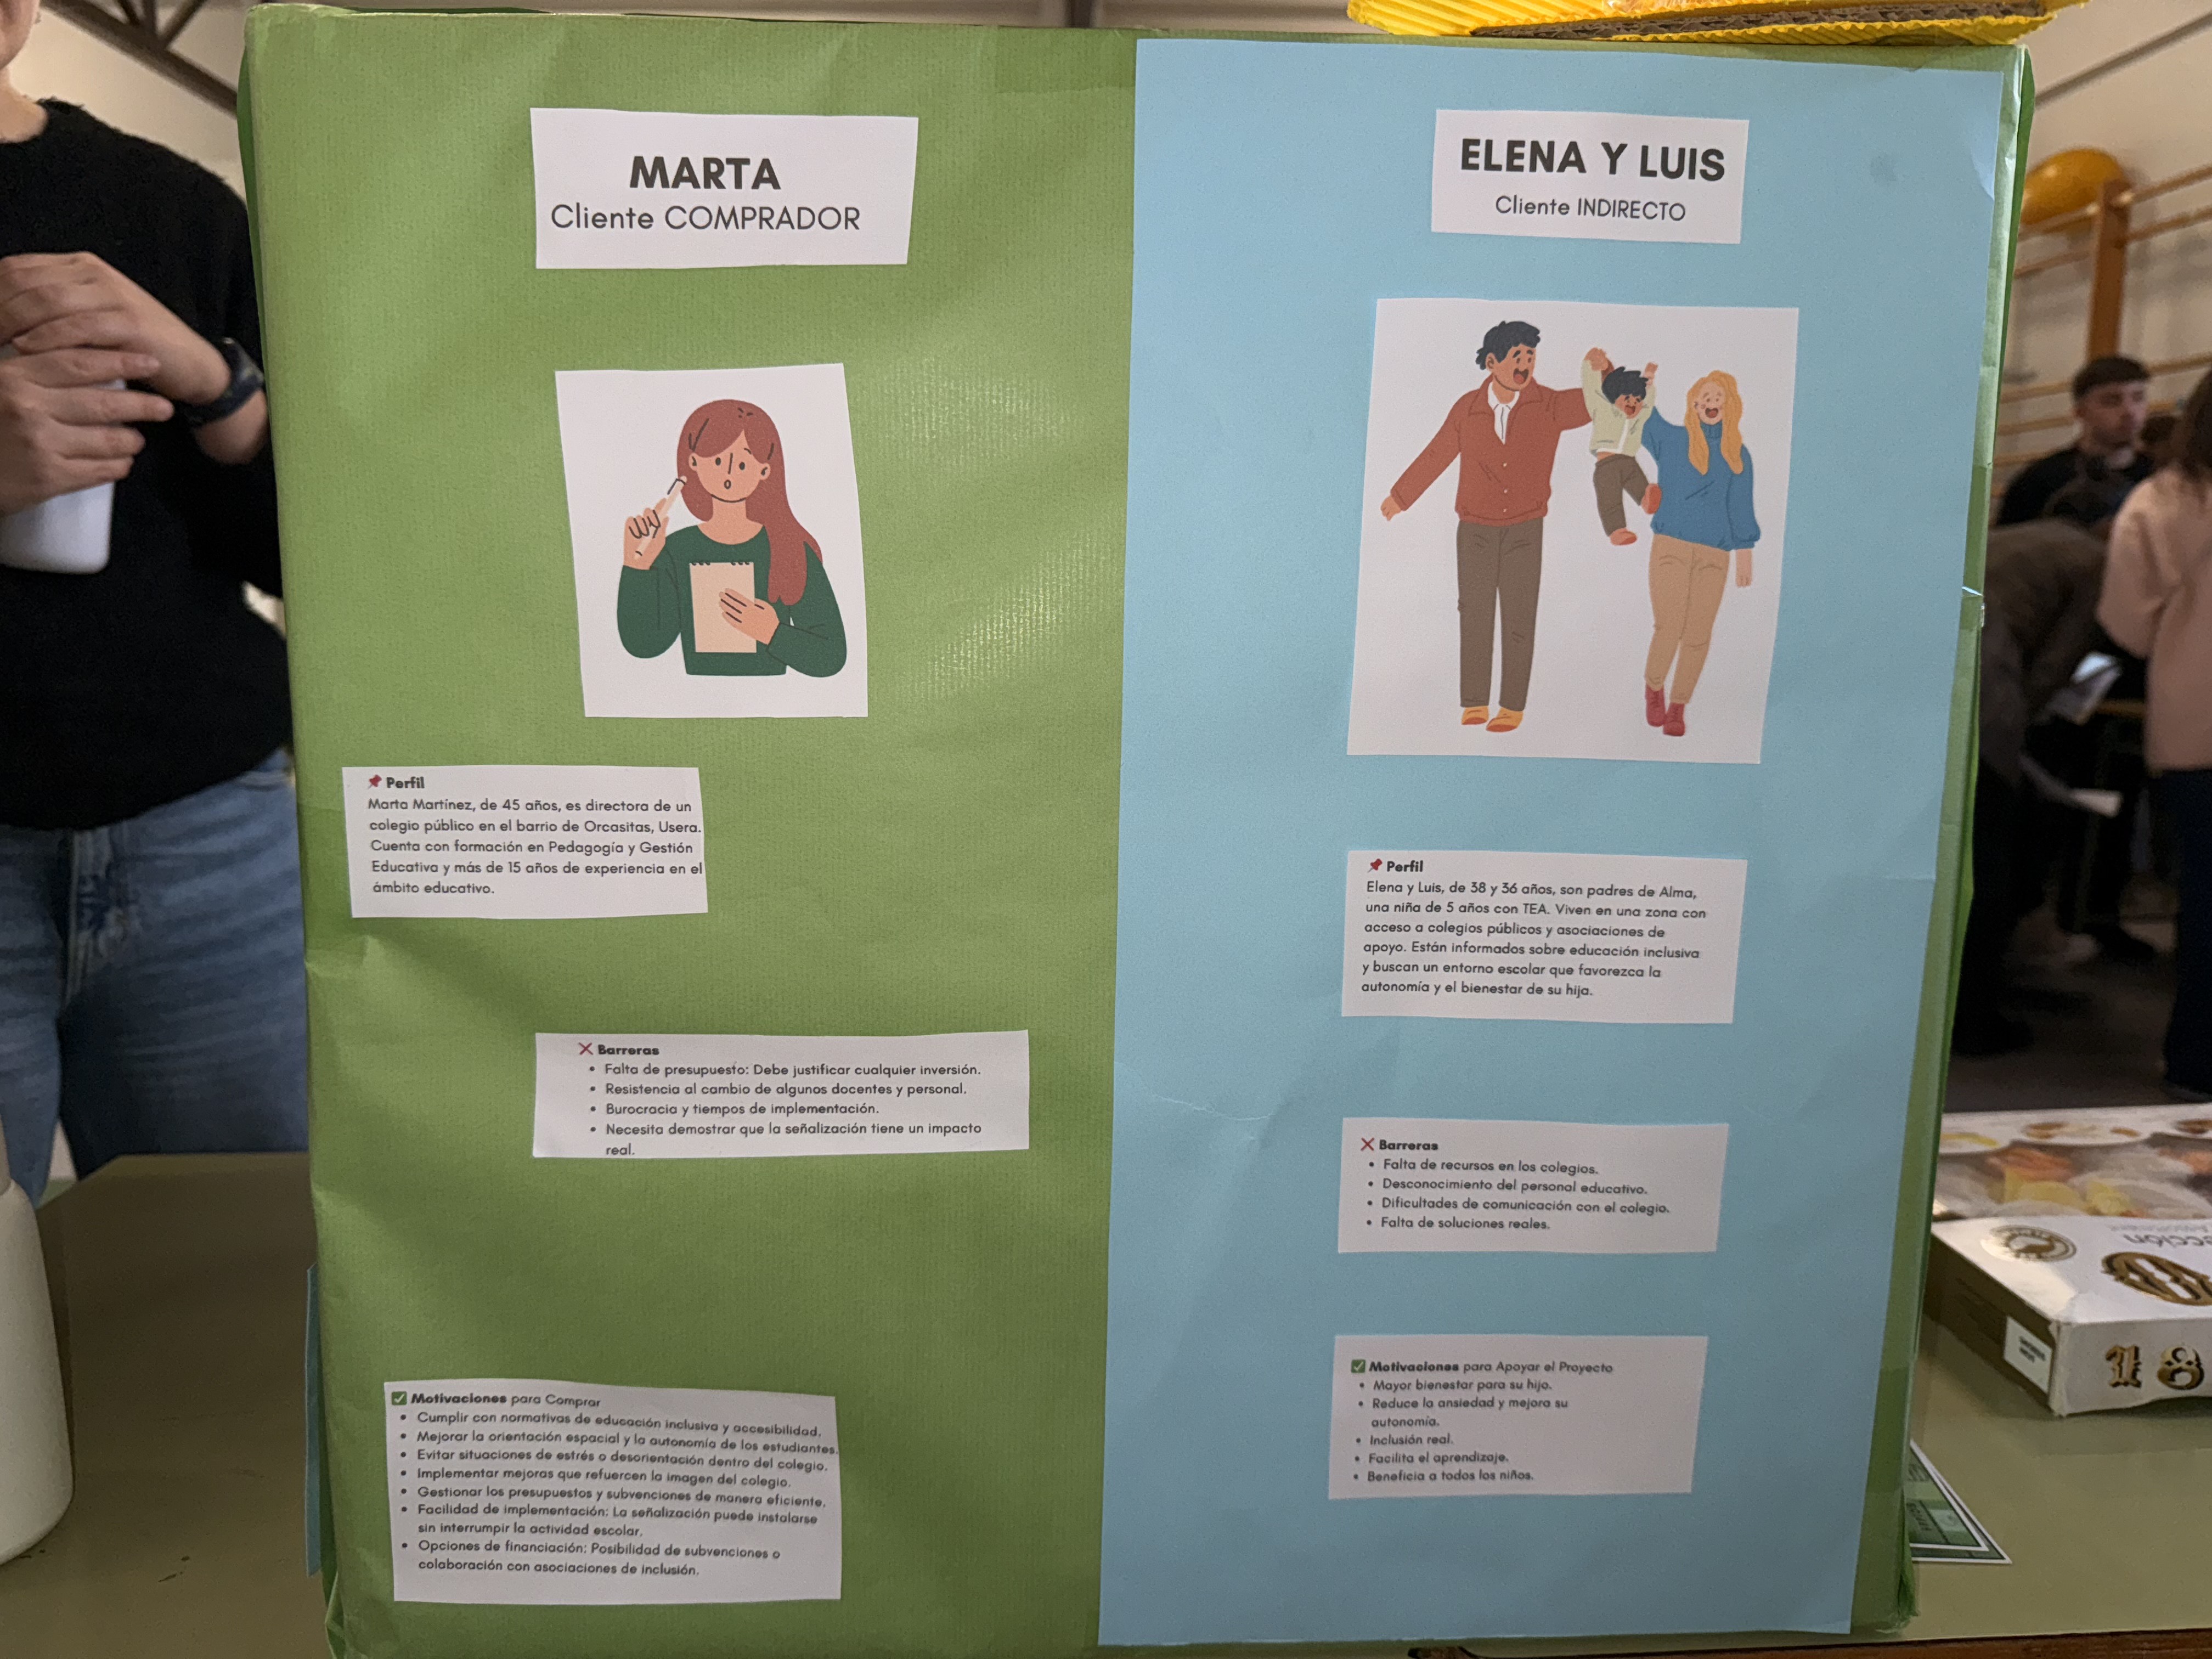 MARTA
Cliente COMPRADOR
📌 Perfil
Marta Martínez, de 45 años, es directora de un
colegio público en el barrio de Orcasitas, Usera.
Cuenta con formación en Pedagogía y Gestión
Educativa y más de 15 años de experiencia en el
ámbito educativo.
❌ Barreras
• Falta de presupuesto: Debe justificar cualquier inversión.
• Resistencia al cambio de algunos docentes y personal.
• Burocracia y tiempos de implementación.
• Necesita demostrar que la señalización tiene un impacto
real.
✅ Motivaciones para Comprar
• Cumplir con normativas de educación inclusiva y accesibilidad.
• Mejorar la orientación espacial y la autonomía de los estudiantes.
• Evitar situaciones de estrés o desorientación dentro del colegio.
• Implementar mejoras que refuercen la imagen del colegio.
• Gestionar los presupuestos y subvenciones de manera eficiente.
• Facilidad de implementación: La señalización puede instalarse
sin interrumpir la actividad escolar.
• Opciones de financiación: Posibilidad de subvenciones o
colaboración con asociaciones de inclusión.
ELENA Y LUIS
Cliente INDIRECTO
📌 Perfil
Elena y Luis, de 38 y 36 años, son padres de Alma,
una niña de 5 años con TEA. Viven en una zona con
acceso a colegios públicos y asociaciones de
apoyo. Están informados sobre educación inclusiva
y buscan un entorno escolar que favorezca la
autonomía y el bienestar de su hija.
❌ Barreras
• Falta de recursos en los colegios.
• Desconocimiento del personal educativo.
• Dificultades de comunicación con el colegio.
• Falta de soluciones reales.
✅ Motivaciones para Apoyar el Proyecto
• Mayor bienestar para su hijo.
• Reduce la ansiedad y mejora su
autonomía.
• Inclusión real.
• Facilita el aprendizaje.
• Beneficia a todos los niños.
18